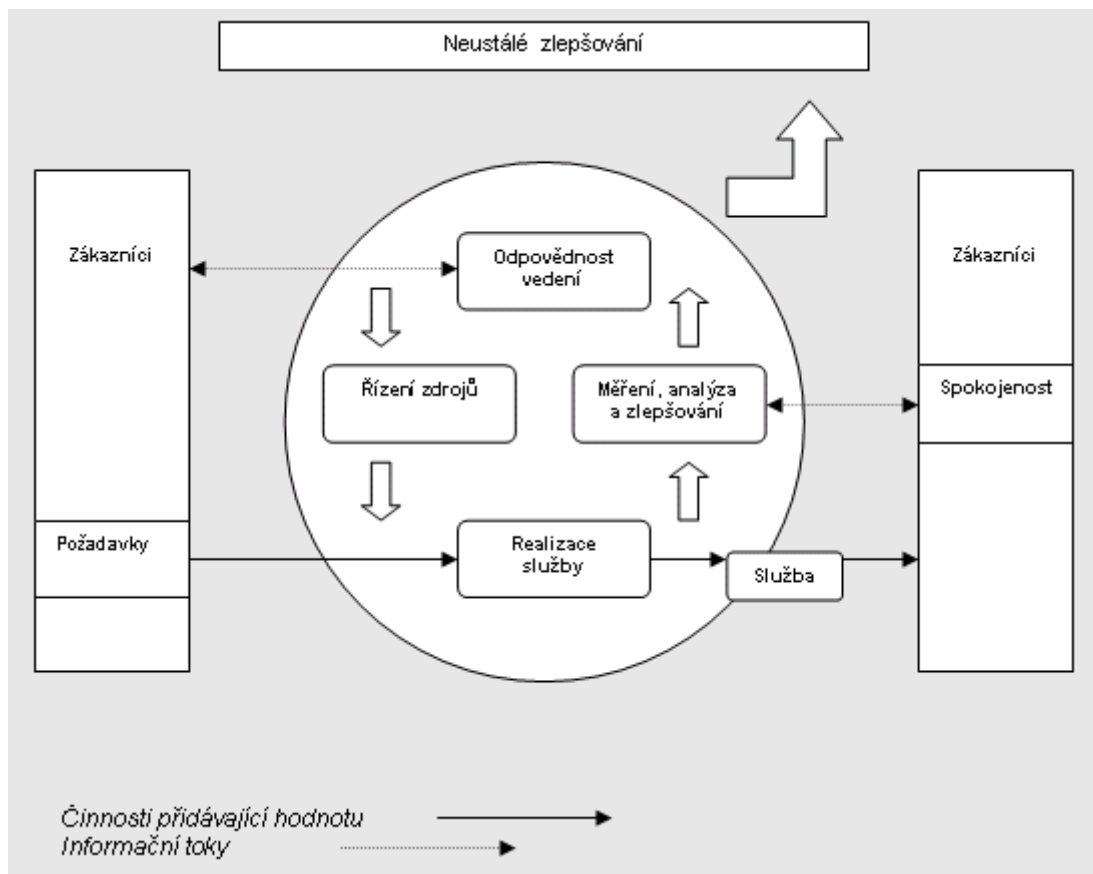 Neustálé zlepšování
Zákazníci
Odpovědnost
vedení
Zákazníci
Řízení zdrojů
Měření, analýza
a zlepšování
Spokojenost
Požadavky
Realizace
služby
Služba
Činnosti přidávající hodnotu
Informační toky